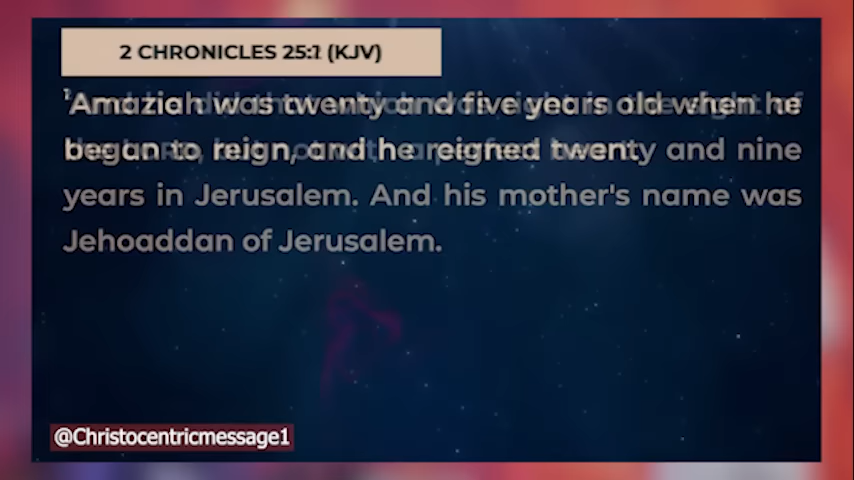 2 CHRONICLES 25:1 (KJV)
Amaziah was twenty and five years old when he
begun to reign, and he reigned twenty and nine
years in Jerusalem. And his mother's name was
Jehoaddan of Jerusalem.
@Christocentricmessage1